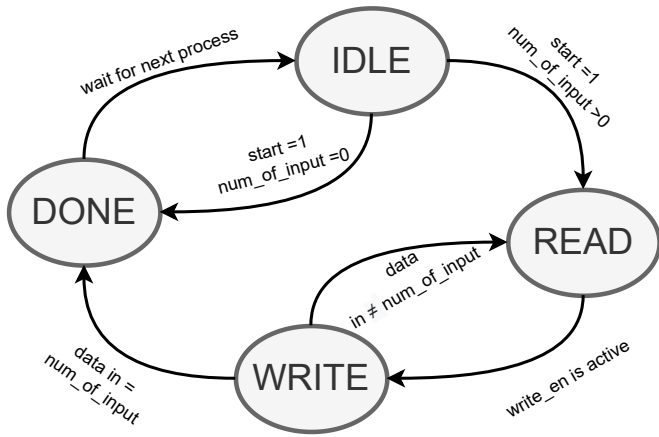 IDLE
wait for next process
start =1
num_of_input >0
start =1
num_of_input =0
DONE
READ
data
in ≠ num_of_input
WRITE
data in =
num_of_input
write_en is active